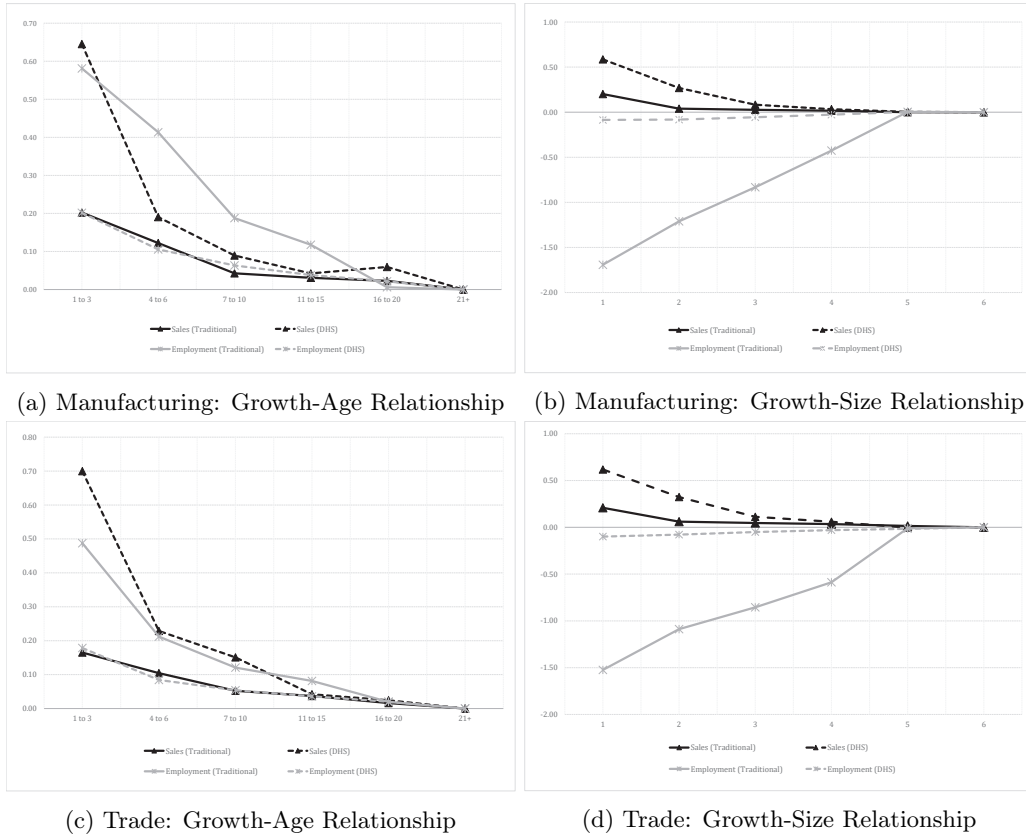 0.70
0.60
0.50
0.40
0.30
0.20
0.10
0.00
1 to 3 4 to 6 7 to 10 11 to 15 16 to 20 21+
Sales (Traditional) Sales (DHS)
Employment (Traditional) Employment (DHS)
(a) Manufacturing: Growth-Age Relationship
1.00
0.50
0.00
-0.50
-1.00
-1.50
-2.00
1 2 3 4 5 6
Sales (Traditional) Sales (DHS)
Employment (Traditional) Employment (DHS)
(b) Manufacturing: Growth-Size Relationship
0.80
0.70
0.60
0.50
0.40
0.30
0.20
0.10
0.00
1 to 3 4 to 6 7 to 10 11 to 15 16 to 20 21+
Sales (Traditional) Sales (DHS)
Employment (Traditional) Employment (DHS)
(c) Trade: Growth-Age Relationship
1.00
0.50
0.00
-0.50
-1.00
-1.50
-2.00
1 2 3 4 5 6
Sales (Traditional) Sales (DHS)
Employment (Traditional) Employment (DHS)
(d) Trade: Growth-Size Relationship